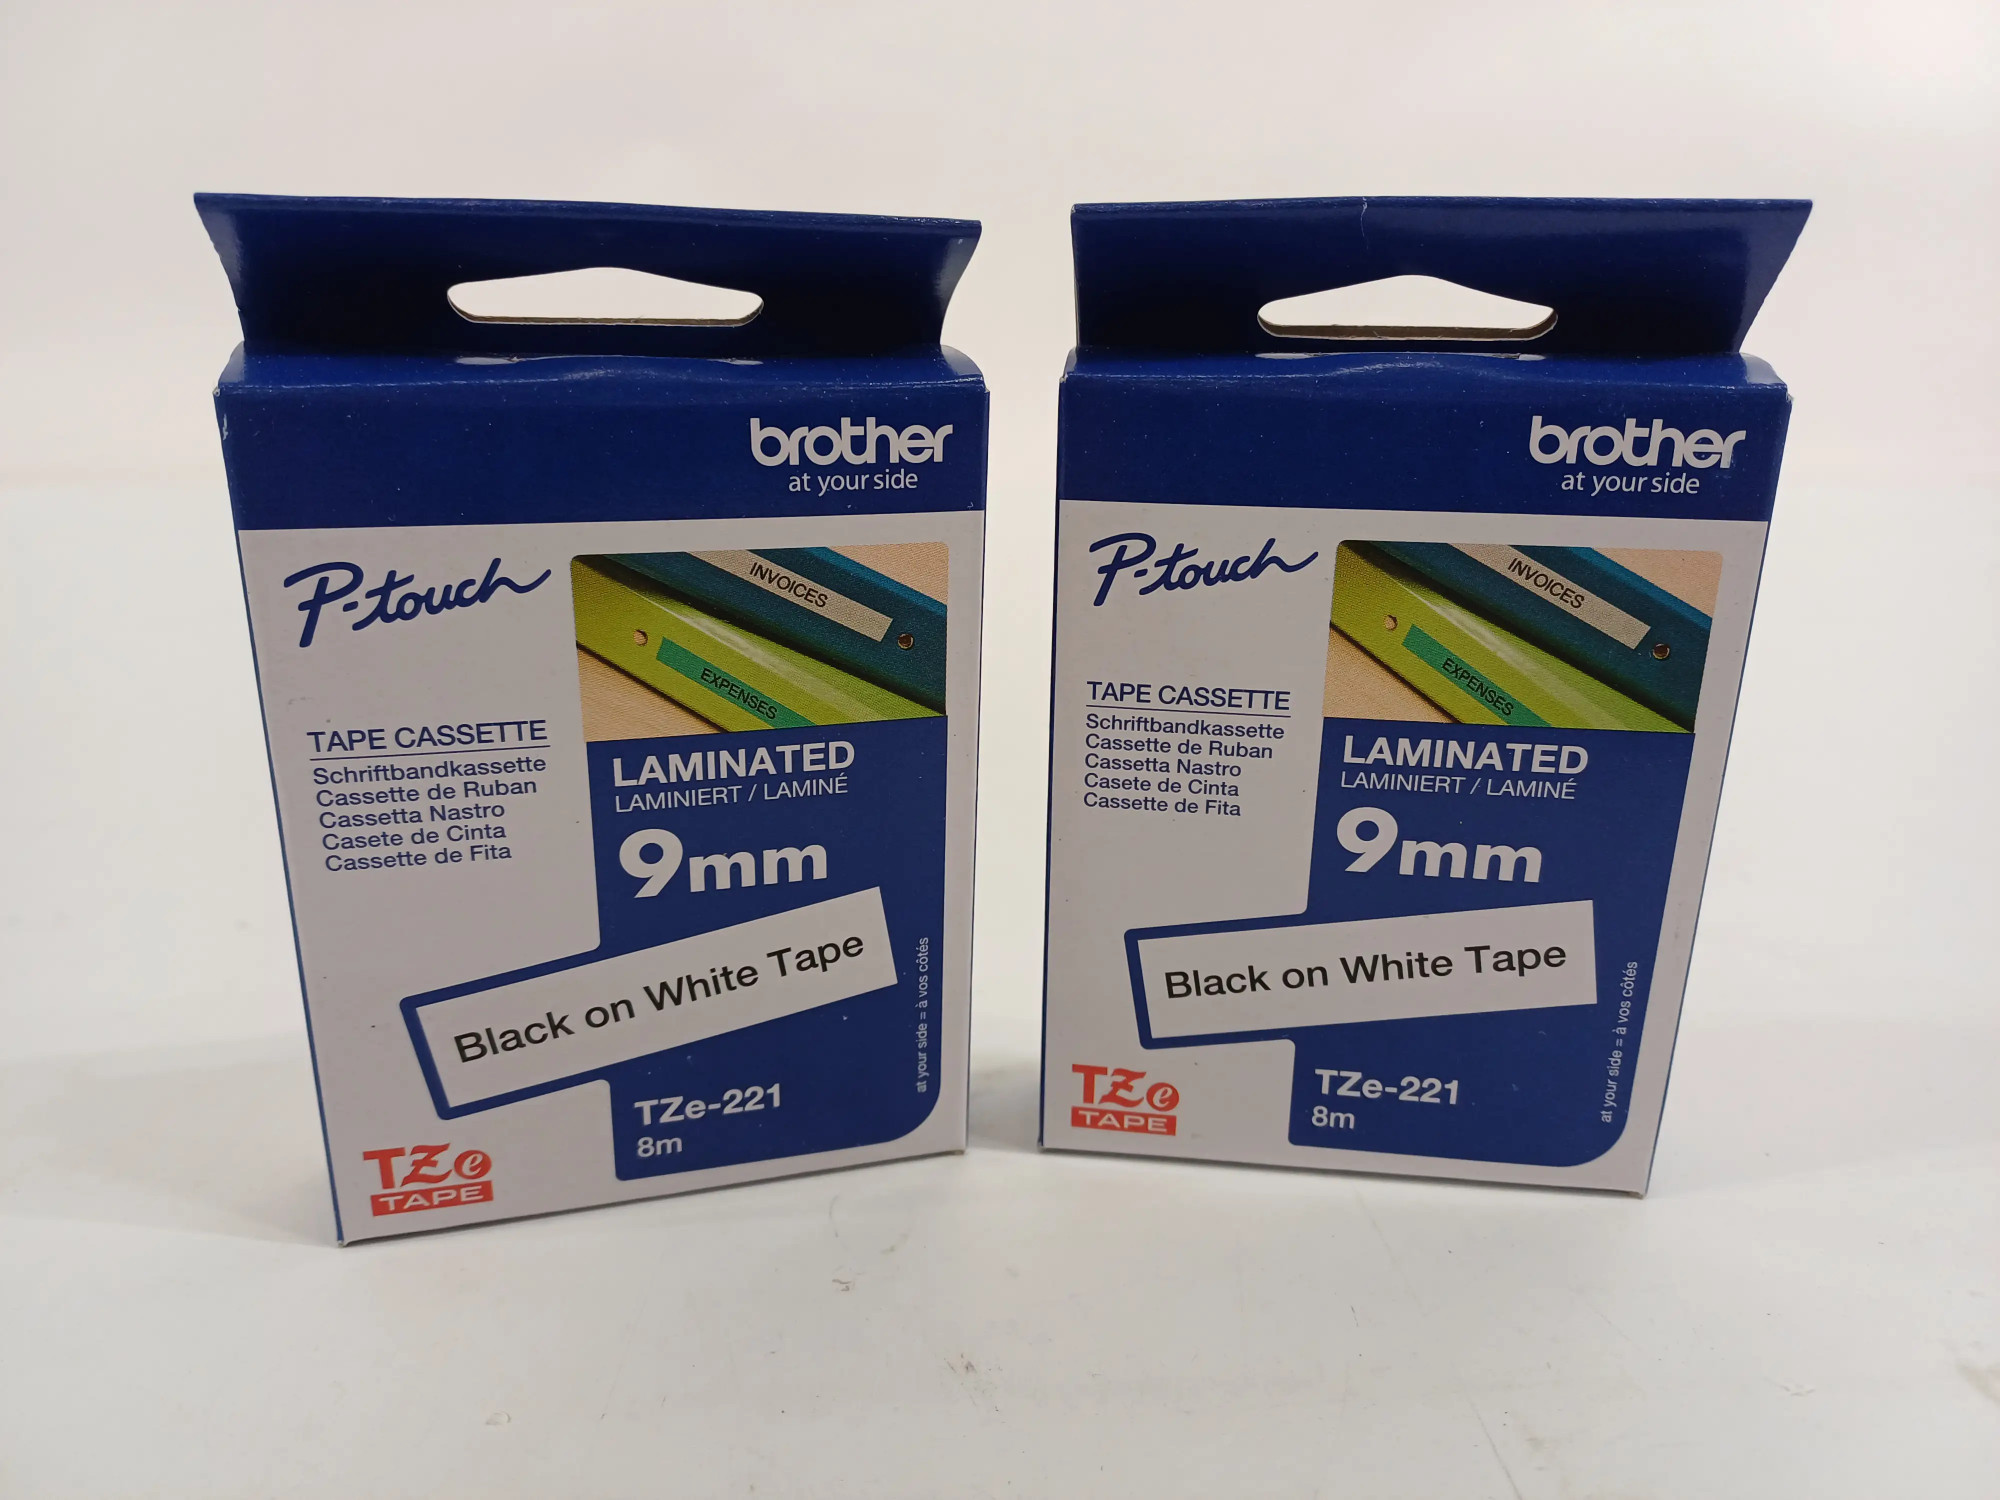 brother
at your side
P-touch
INVOICES
EXPENSES
TAPE CASSETTE
Schriftbandkassette
Cassette de Ruban
Cassetta Nastro
Casete de Cinta
Cassette de Fita
LAMINATED
LAMINIERT / LAMINÉ
9mm
Black on White Tape
at your side = à vos côtés
TZe-221
8m
TZe
TAPE
brother
at your side
P-touch
INVOICES
EXPENSES
TAPE CASSETTE
Schriftbandkassette
Cassette de Ruban
Cassetta Nastro
Casete de Cinta
Cassette de Fita
LAMINATED
LAMINIERT / LAMINÉ
9mm
Black on White Tape
at your side = à vos côtés
TZe-221
8m
TZe
TAPE